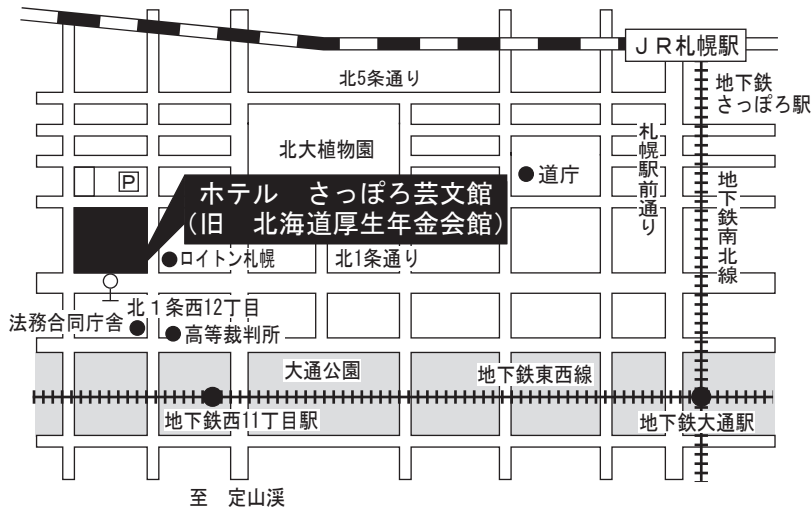 ＪＲ札幌駅
北5条通り
地下鉄
さっぽろ駅
札幌駅前通り
北大植物園
道庁
P
地下鉄南北線
ホテル　さっぽろ芸文館
(旧　北海道厚生年金会館)
ロイトン札幌
北1条通り
北１条西12丁目
法務合同庁舎
高等裁判所
大通公園
地下鉄東西線
地下鉄西11丁目駅
地下鉄大通駅
至　定山渓